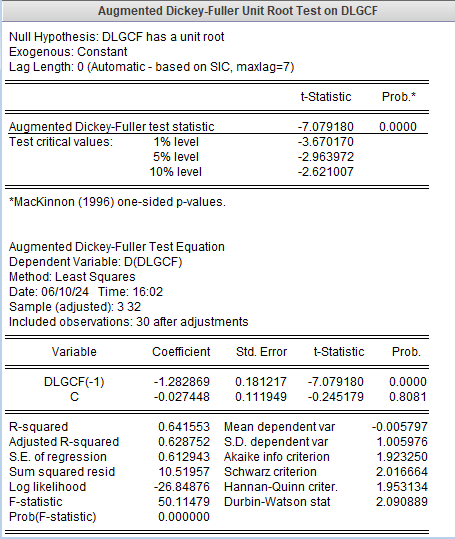 Augmented Dickey-Fuller Unit Root Test on DLGCF
Null Hypothesis: DLGCF has a unit root
Exogenous: Constant
Lag Length: 0 (Automatic - based on SIC, maxlag=7)
t-Statistic Prob.*
Augmented Dickey-Fuller test statistic -7.079180 0.0000
Test critical values: 1% level -3.670170
5% level -2.963972
10% level -2.621007
*MacKinnon (1996) one-sided p-values.
Augmented Dickey-Fuller Test Equation
Dependent Variable: D(DLGCF)
Method: Least Squares
Date: 06/10/24 Time: 16:02
Sample (adjusted): 3 32
Included observations: 30 after adjustments
Variable Coefficient Std. Error t-Statistic Prob.
DLGCF(-1) -1.282869 0.181217 -7.079180 0.0000
C -0.027448 0.111949 -0.245179 0.8081
R-squared 0.641553 Mean dependent var -0.005797
Adjusted R-squared 0.628752 S.D. dependent var 1.005976
S.E. of regression 0.612943 Akaike info criterion 1.923250
Sum squared resid 10.51957 Schwarz criterion 2.016664
Log likelihood -26.84876 Hannan-Quinn criter. 1.953134
F-statistic 50.11479 Durbin-Watson stat 2.090889
Prob(F-statistic) 0.000000